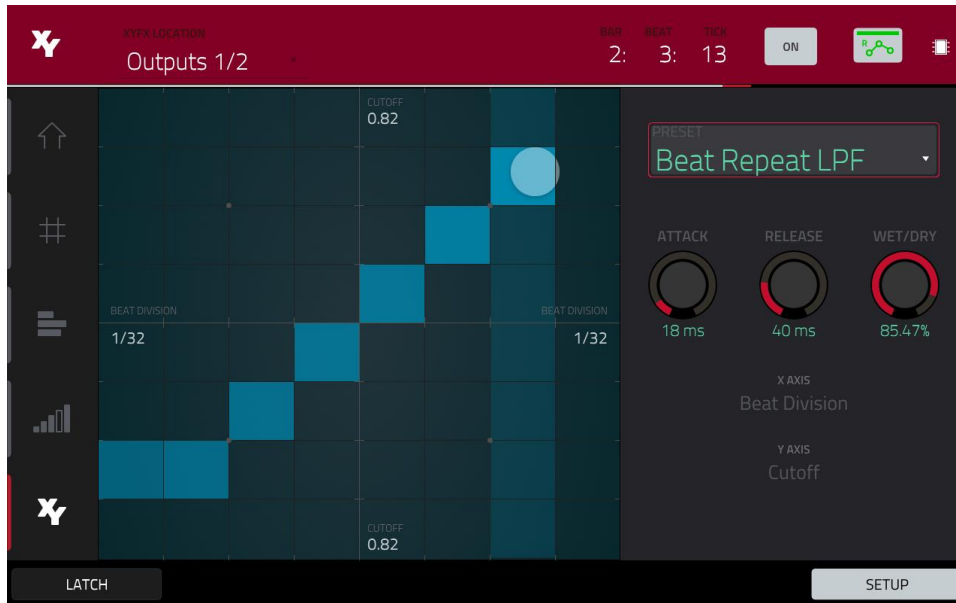 XY
XYFX LOCATION
Outputs 1/2
BAR BEAT TICK
2: 3: 13
ON
R
CUTOFF
0.82
BEAT DIVISION
1/32
BEAT DIVISION
1/32
CUTOFF
0.82
PRESET
Beat Repeat LPF
ATTACK RELEASE WET/DRY
18 ms 40 ms 85.47%
X AXIS
Beat Division
Y AXIS
Cutoff
XY
LATCH
SETUP